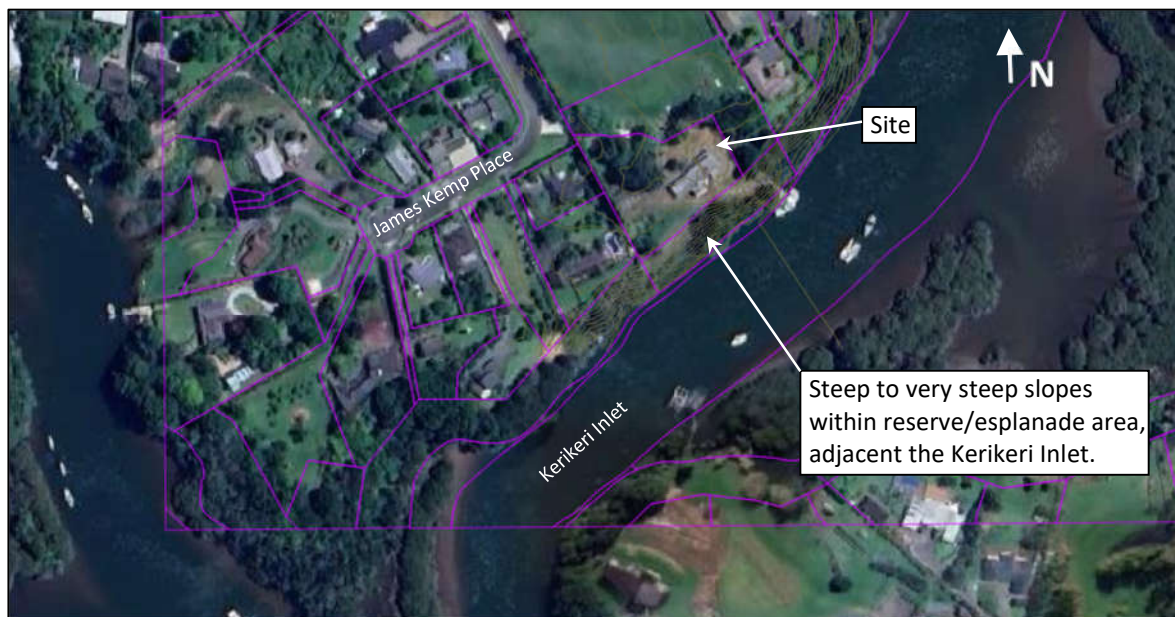 N
Site
James Kemp Place
Steep to very steep slopes
within reserve/esplanade area,
adjacent the Kerikeri Inlet.
Kerikeri Inlet